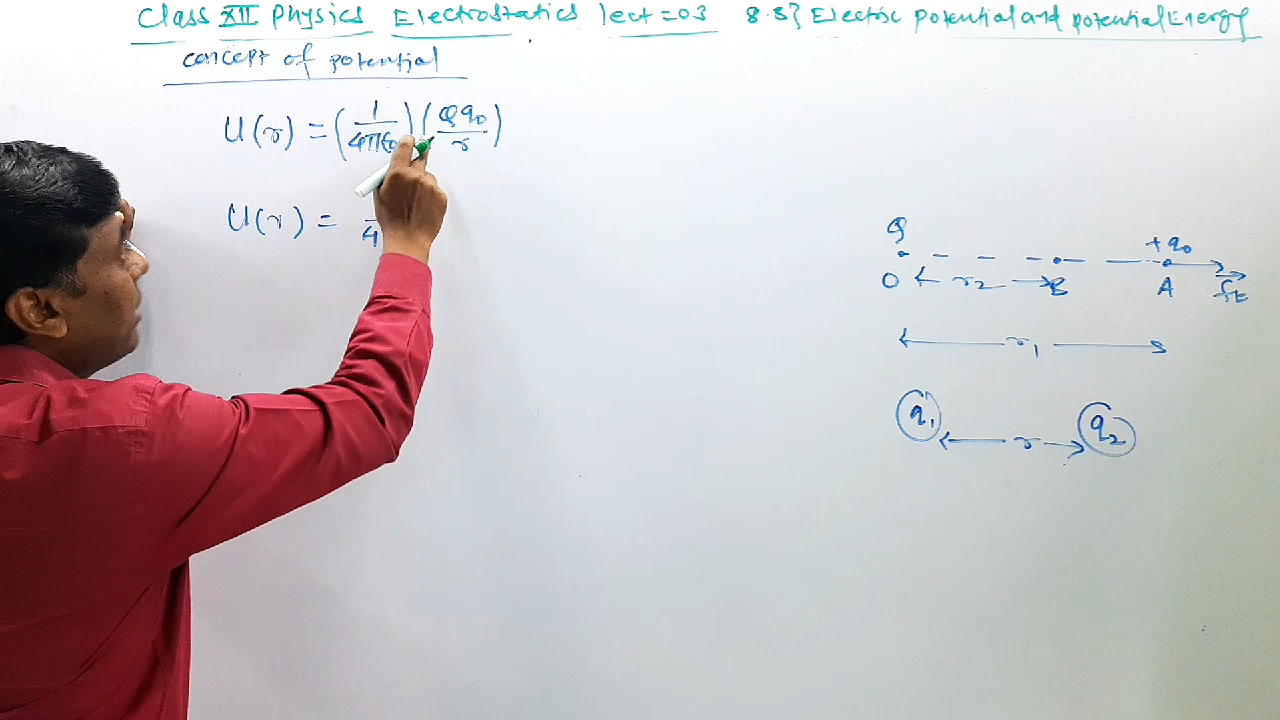 Class XII Physics Electrostatics lect = 03 8.3} Electric potential and potential Energy
concept of potential
U(r) = (1/4πε₀) (Qq₀/r)
U(r) = 4
Q +q₀
O r₂ B A F⃗E
r₁
q₁ r q₂